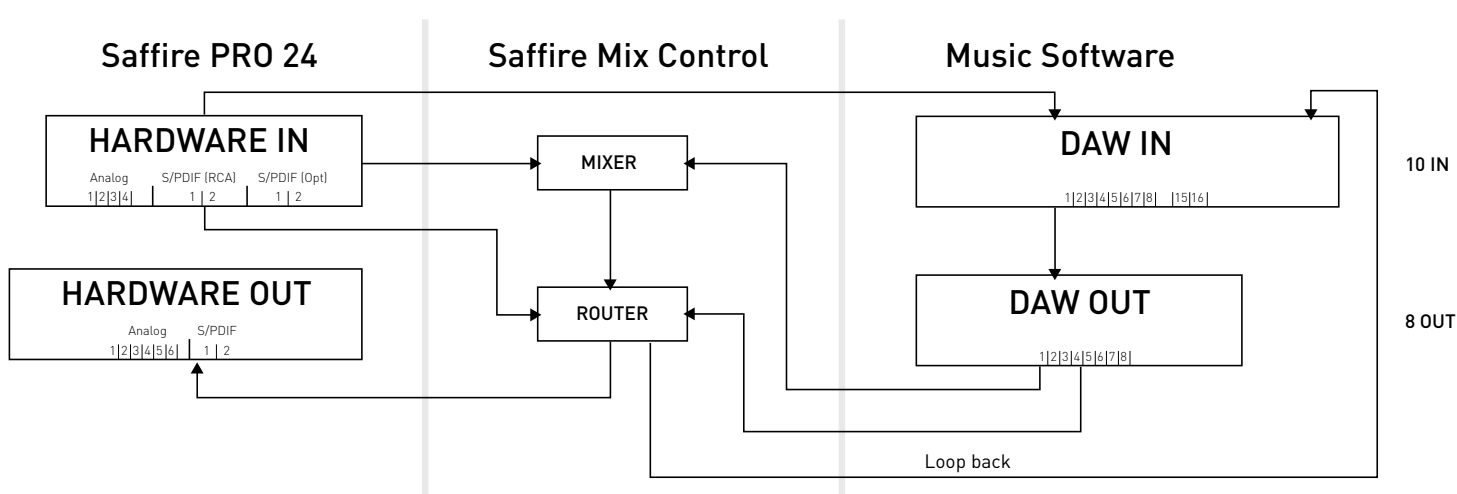 Saffire PRO 24
Saffire Mix Control
Music Software
HARDWARE IN
Analog
S/PDIF (RCA)
S/PDIF (Opt)
1|2|3|4|
1 | 2
1 | 2
MIXER
DAW IN
1|2|3|4|5|6|7|8| |15|16|
10 IN
HARDWARE OUT
Analog
S/PDIF
1|2|3|4|5|6|
1 | 2
ROUTER
DAW OUT
1|2|3|4|5|6|7|8|
8 OUT
Loop back